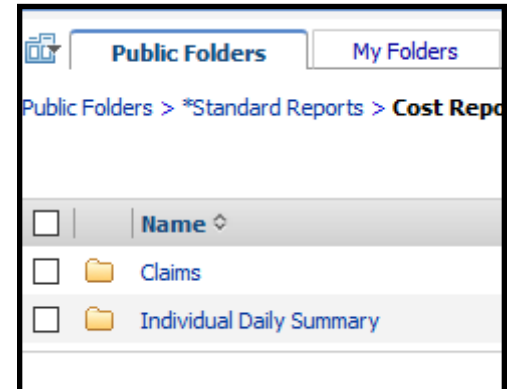 Public Folders My Folders
Public Folders > *Standard Reports > Cost Repo
Name
Claims
Individual Daily Summary